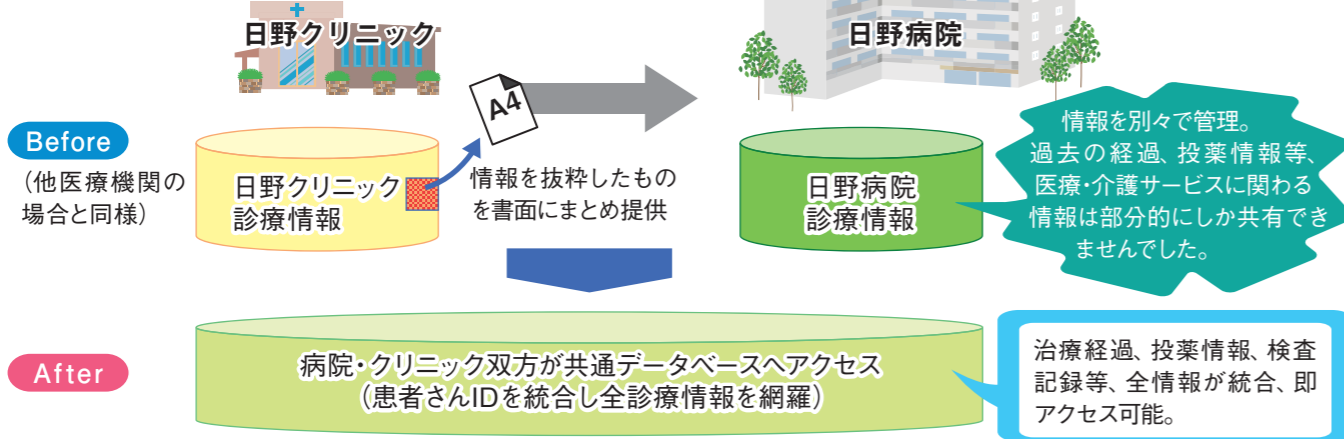 日野クリニック
日野病院
A4
Before
(他医療機関の
場合と同様)
日野クリニック
診療情報
情報を抜粋したもの
を書面にまとめ提供
日野病院
診療情報
情報を別々で管理。
過去の経過、投薬情報等、
医療・介護サービスに関わる
情報は部分的にしか共有でき
ませんでした。
After
病院・クリニック双方が共通データベースへアクセス
(患者さんIDを統合し全診療情報を網羅)
治療経過、投薬情報、検査
記録等、全情報が統合、即
アクセス可能。